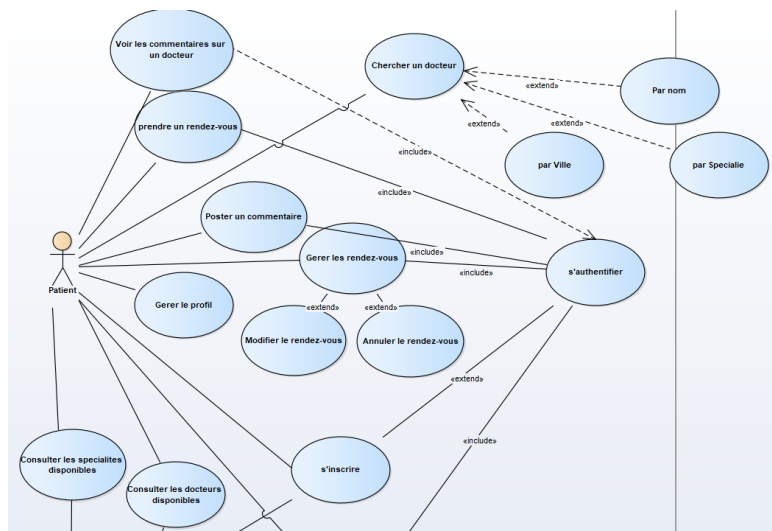 Voir les commentaires sur
un docteur
Chercher un docteur
«extend»
Par nom
prendre un rendez-vous
«extend»
«include»
par Ville
par Specialie
«include»
Poster un commentaire
Gerer les rendez-vous
«include»
«include»
s'authentifier
Patient
Gerer le profil
«extend»
«extend»
Modifier le rendez-vous
Annuler le rendez-vous
«extend»
«include»
Consulter les specialites
disponibles
s'inscrire
Consulter les docteurs
disponibles
«extend»